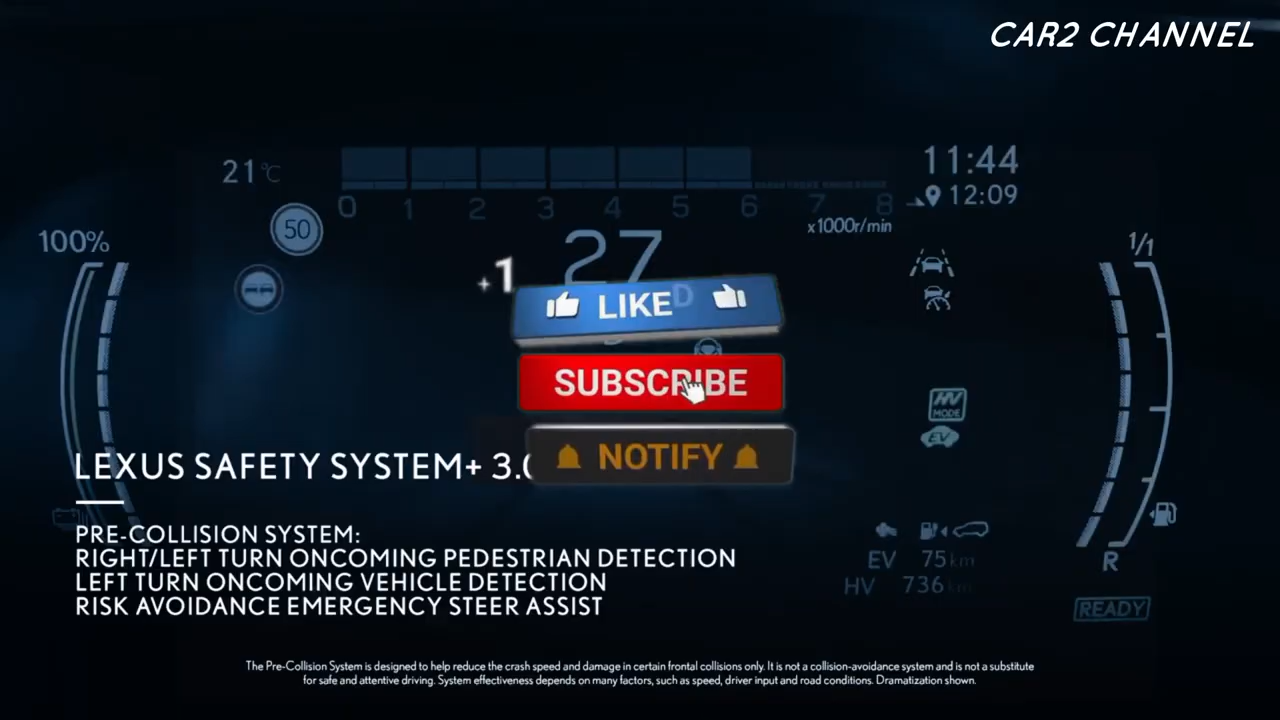 CAR2 CHANNEL
21°C
11:44
12:09
0 1 2 3 4 5 6 7 8
x1000r/min
50
100%
27
1/1
+1
LIKE
D
SUBSCRIBE
HV
MODE
EV
NOTIFY
LEXUS SAFETY SYSTEM+ 3.0
PRE-COLLISION SYSTEM:
RIGHT/LEFT TURN ONCOMING PEDESTRIAN DETECTION
LEFT TURN ONCOMING VEHICLE DETECTION
RISK AVOIDANCE EMERGENCY STEER ASSIST
EV 75km
HV 736km
R
READY
The Pre-Collision System is designed to help reduce the crash speed and damage in certain frontal collisions only. It is not a collision-avoidance system and is not a substitute
for safe and attentive driving. System effectiveness depends on many factors, such as speed, driver input and road conditions. Dramatization shown.